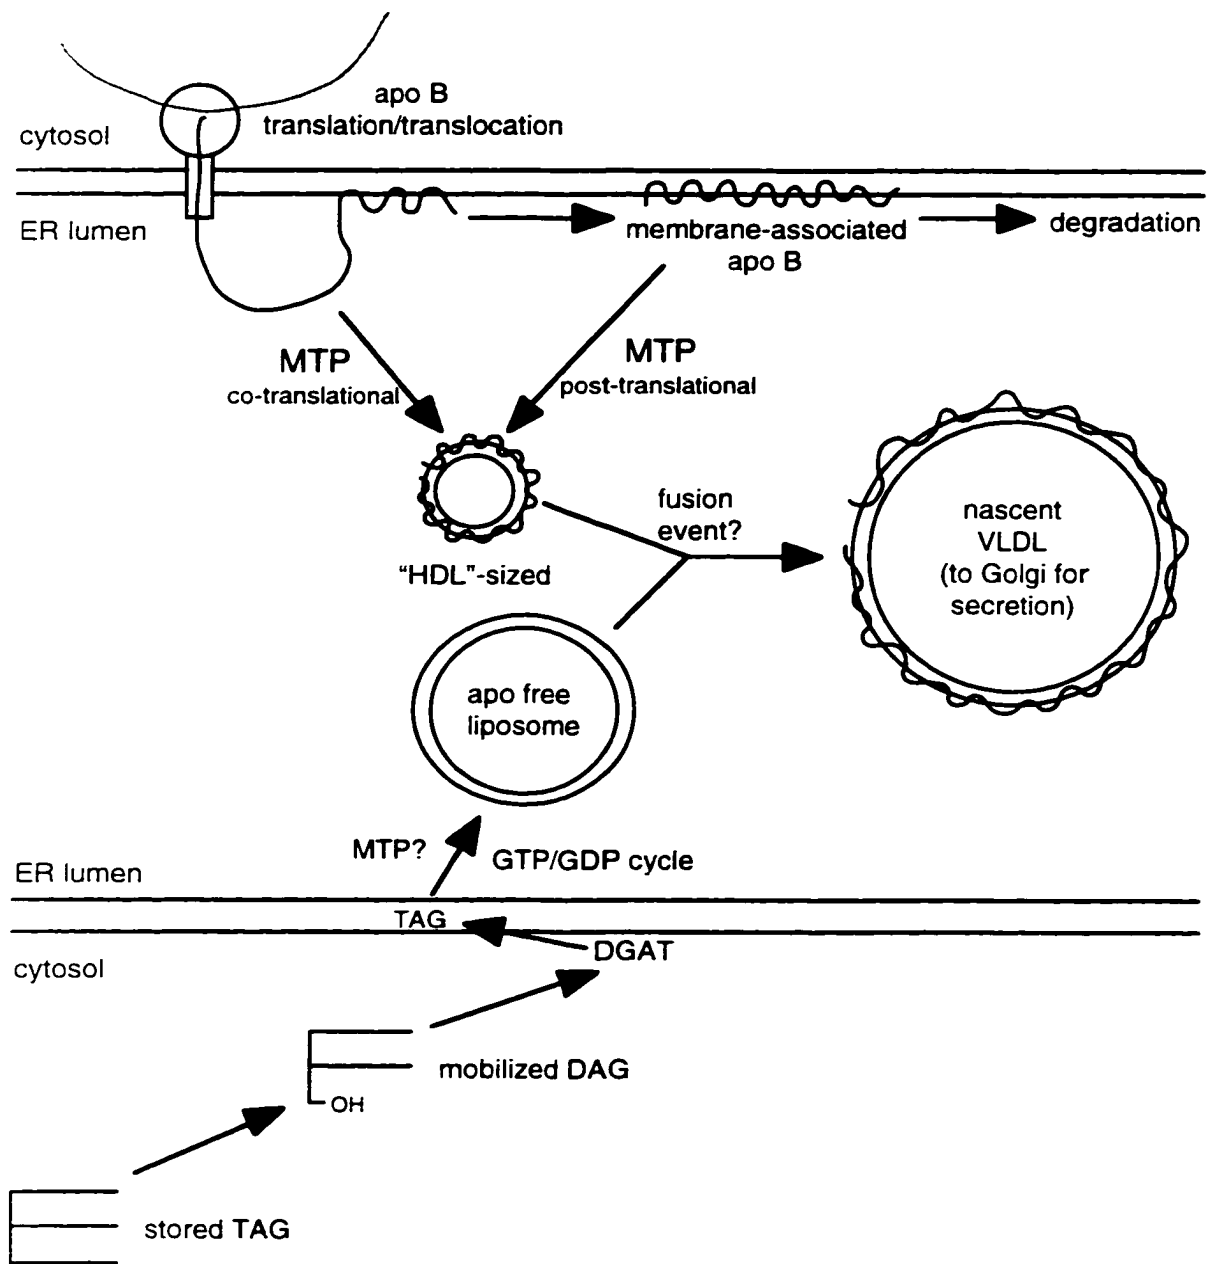 apo B
translation/translocation
cytosol
ER lumen
membrane-associated
apo B
degradation
MTP
co-translational
MTP
post-translational
"HDL"-sized
fusion
event?
nascent
VLDL
(to Golgi for
secretion)
apo free
liposome
MTP?
GTP/GDP cycle
ER lumen
TAG
DGAT
cytosol
mobilized DAG
OH
stored TAG